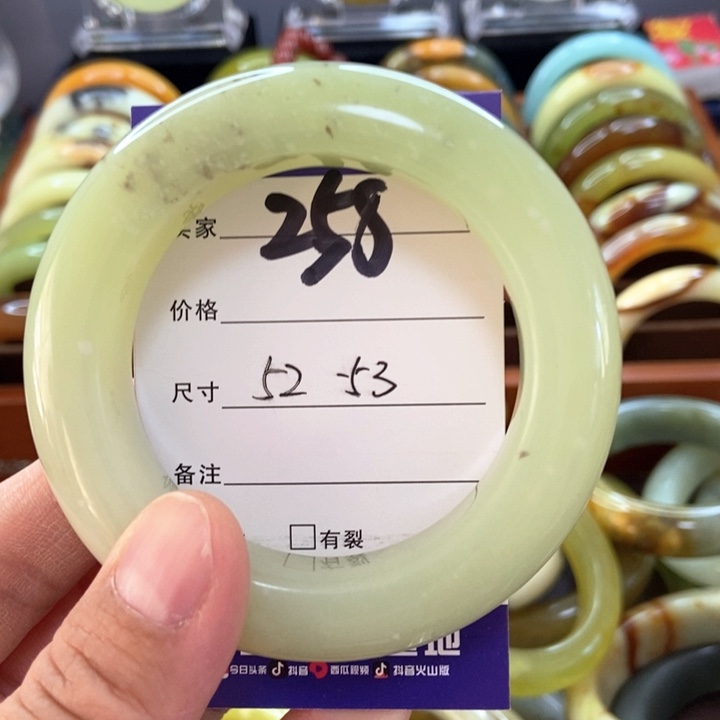 家 258
价格
尺寸 52-53
备注
□有裂
地
今日头条 抖音 西瓜视频 抖音火山版